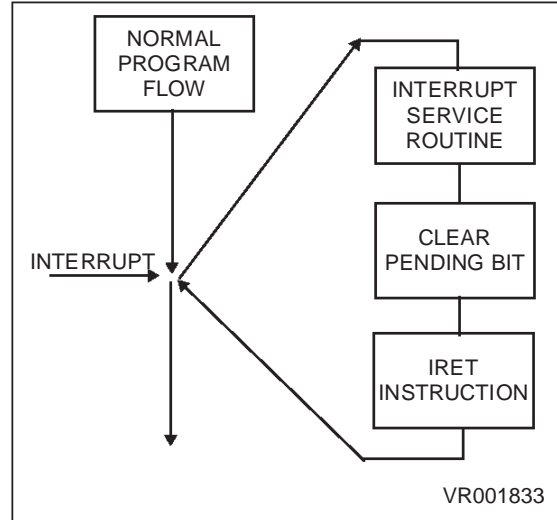 NORMAL
PROGRAM
FLOW
INTERRUPT
SERVICE
ROUTINE
INTERRUPT
CLEAR
PENDING BIT
IRET
INSTRUCTION
VR001833